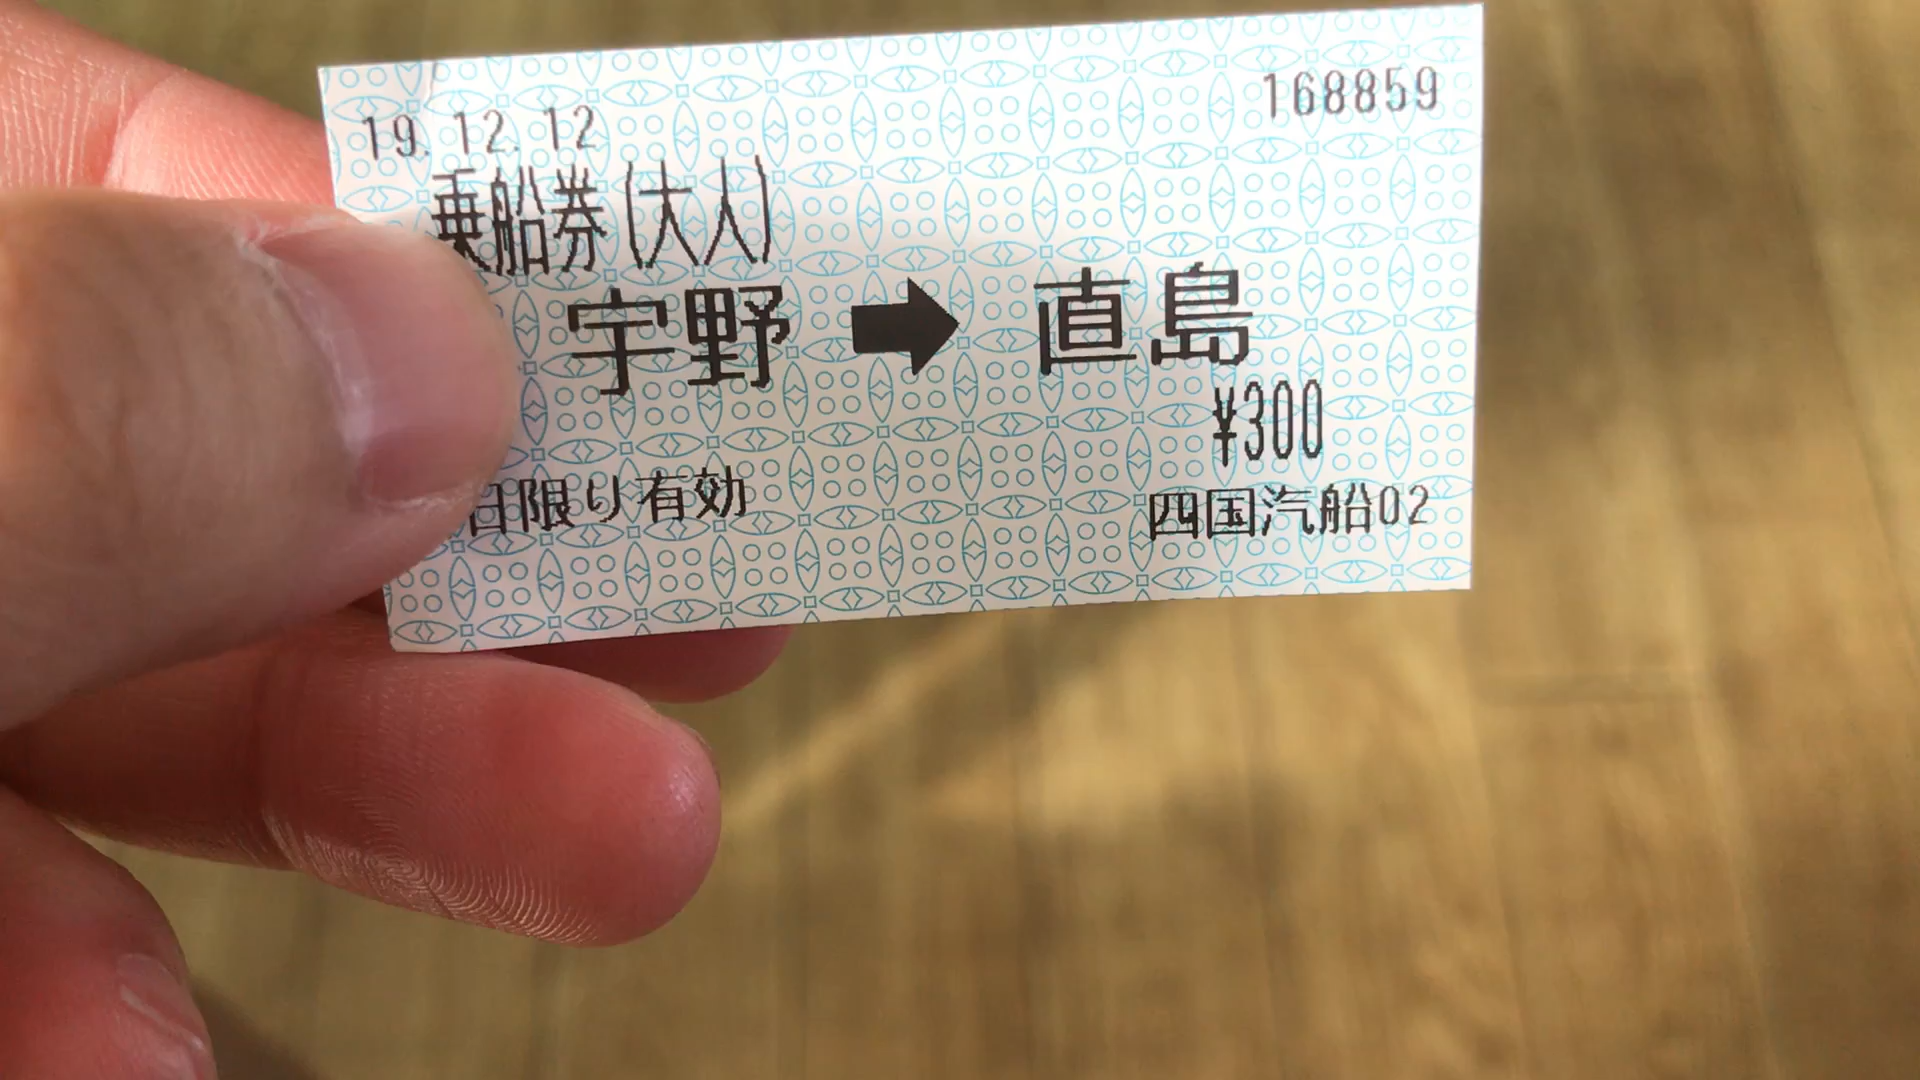 168859
19.12.12
乗船券(大人)
宇野➡直島
¥300
日限り有効
四国汽船02